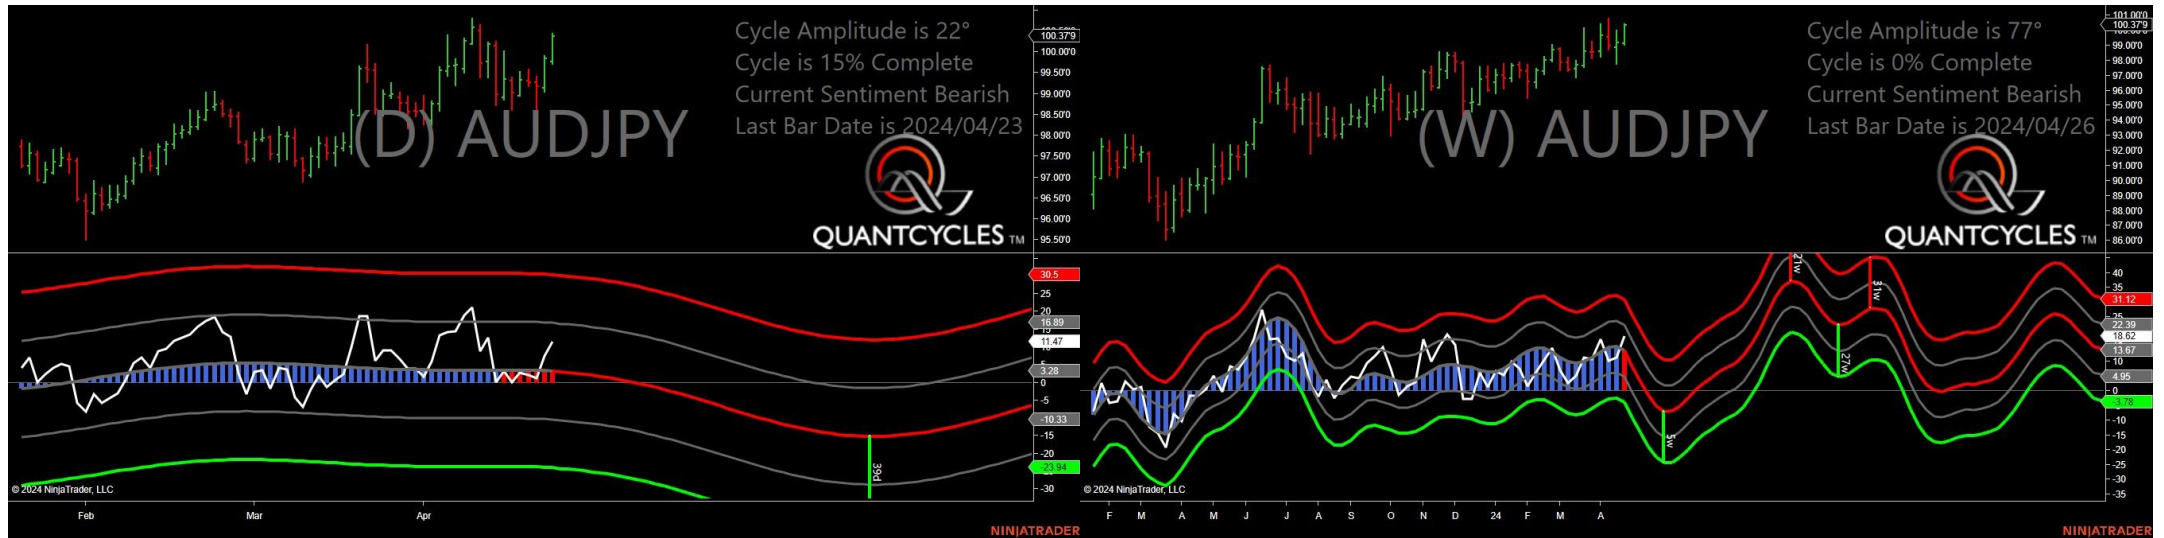 Cycle Amplitude is 22°
Cycle is 15% Complete
Current Sentiment Bearish
Last Bar Date is 2024/04/23
(D) AUDJPY
QUANTCYCLES TM
100.37'9
100.00'0
99.50'0
99.00'0
98.50'0
98.00'0
97.50'0
97.00'0
96.50'0
96.00'0
95.50'0
30.5
25
20
16.89
11.47
5
3.28
0
-5
-10.33
-15
-20
-23.94
-30
39d
© 2024 NinjaTrader, LLC
Feb Mar Apr
NINJATRADER
Cycle Amplitude is 77°
Cycle is 0% Complete
Current Sentiment Bearish
Last Bar Date is 2024/04/26
(W) AUDJPY
QUANTCYCLES TM
101.00'0
100.37'9
99.00'0
98.00'0
97.00'0
96.00'0
95.00'0
94.00'0
93.00'0
92.00'0
91.00'0
90.00'0
89.00'0
88.00'0
87.00'0
86.00'0
40
35
31.12
25
22.39
18.62
13.67
10
4.95
0
-3.78
-10
-15
-20
-25
-30
-35
5w
21w
27w
31w
© 2024 NinjaTrader, LLC
F M A M J J A S O N D 24 F M A
NINJATRADER